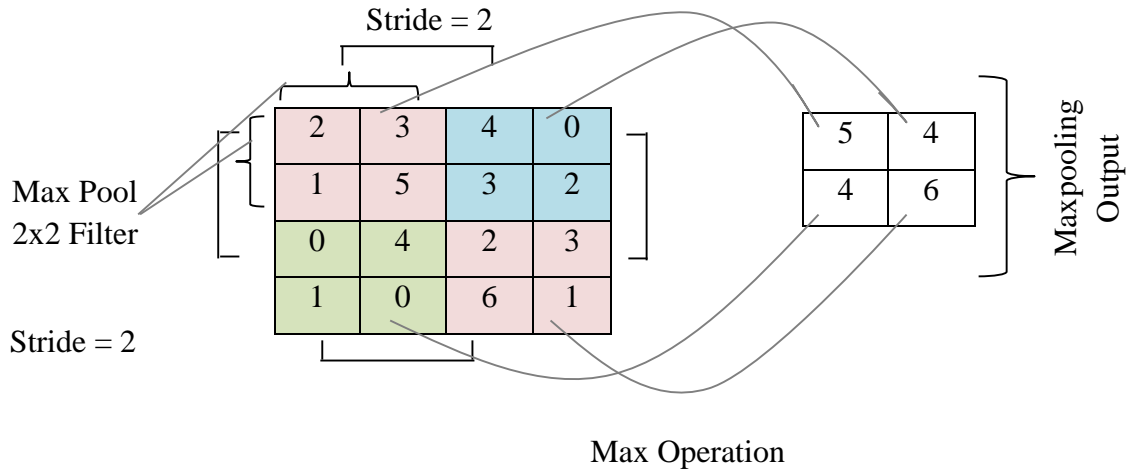 Stride = 2
2 3 4 0
1 5 3 2
0 4 2 3
1 0 6 1
Max Pool
2x2 Filter
Stride = 2
5 4
4 6
Maxpooling
Output
Max Operation